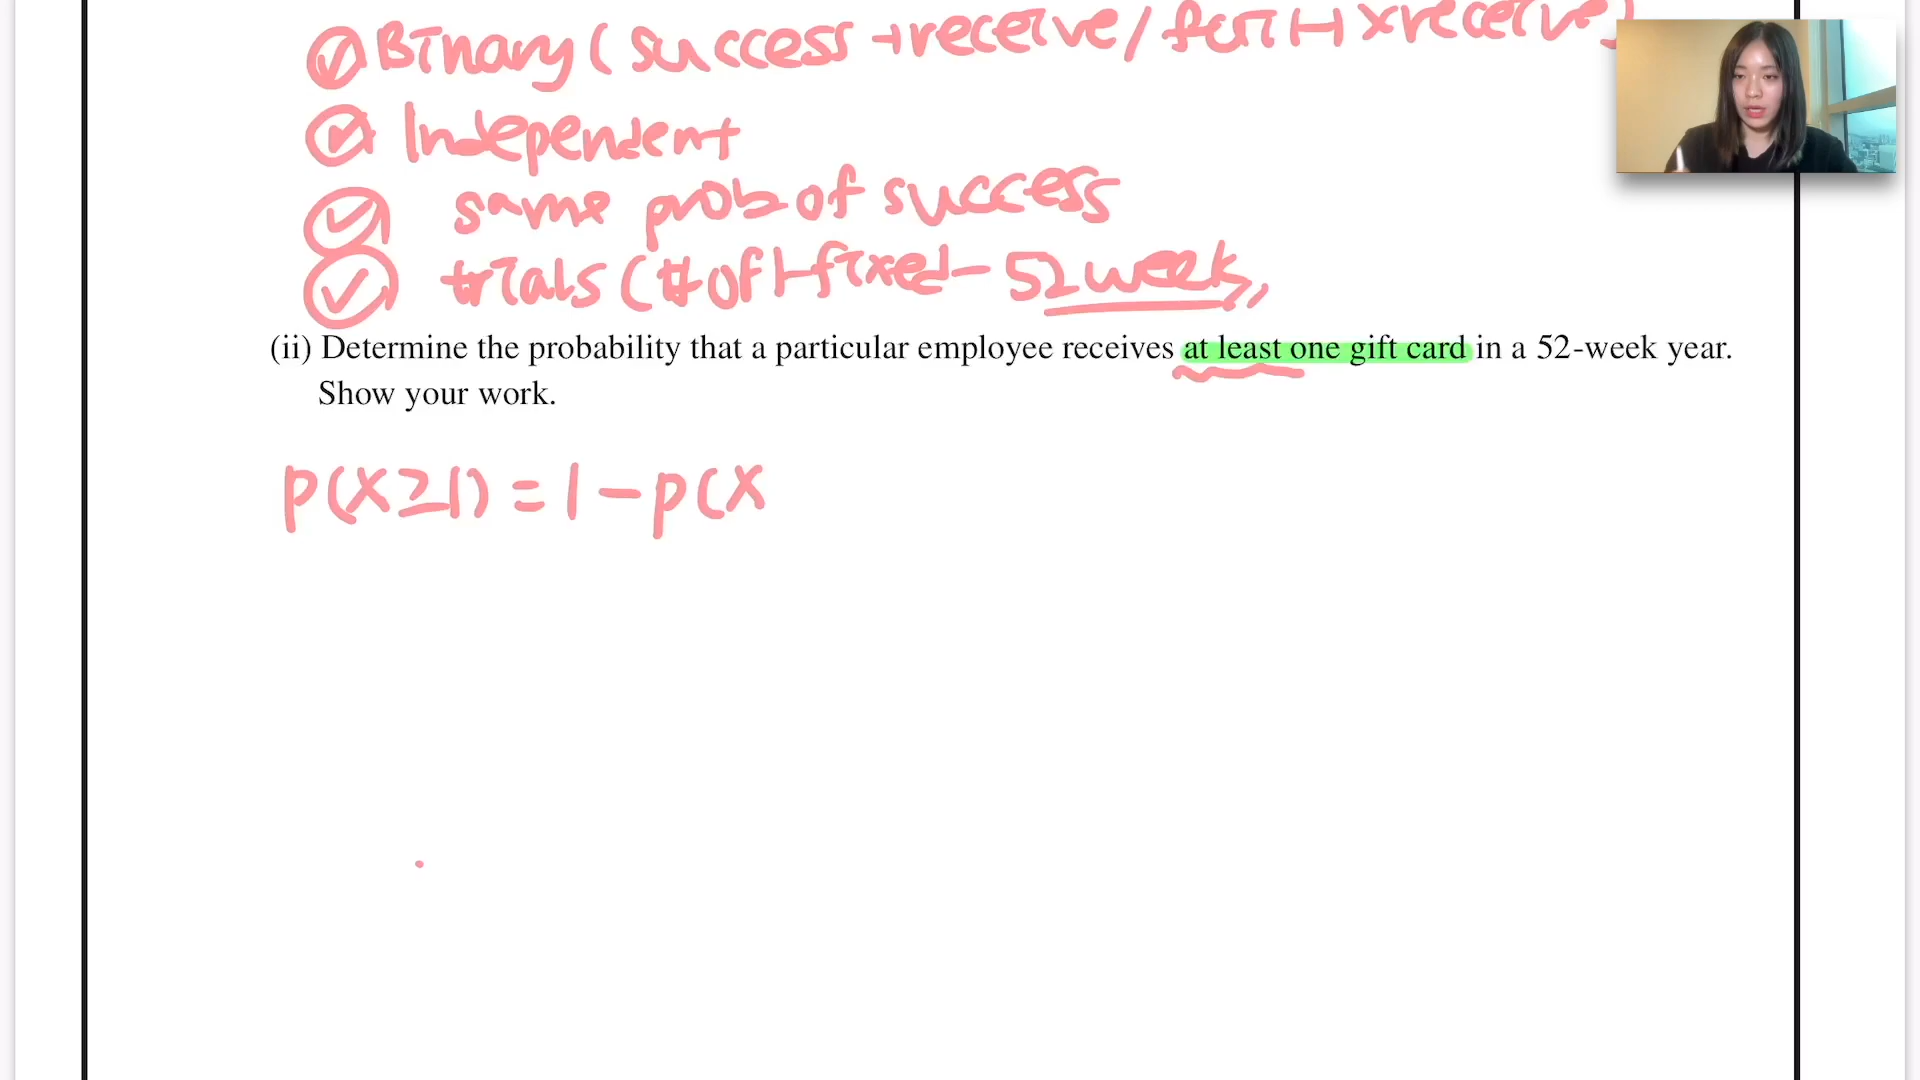 Binary (success → receive / fail → x receive)
Independent
same prob of success
trials (# of) → fixed - 52 weeks
(ii) Determine the probability that a particular employee receives at least one gift card in a 52-week year.
Show your work.
P(X≥1) = 1 - P(X